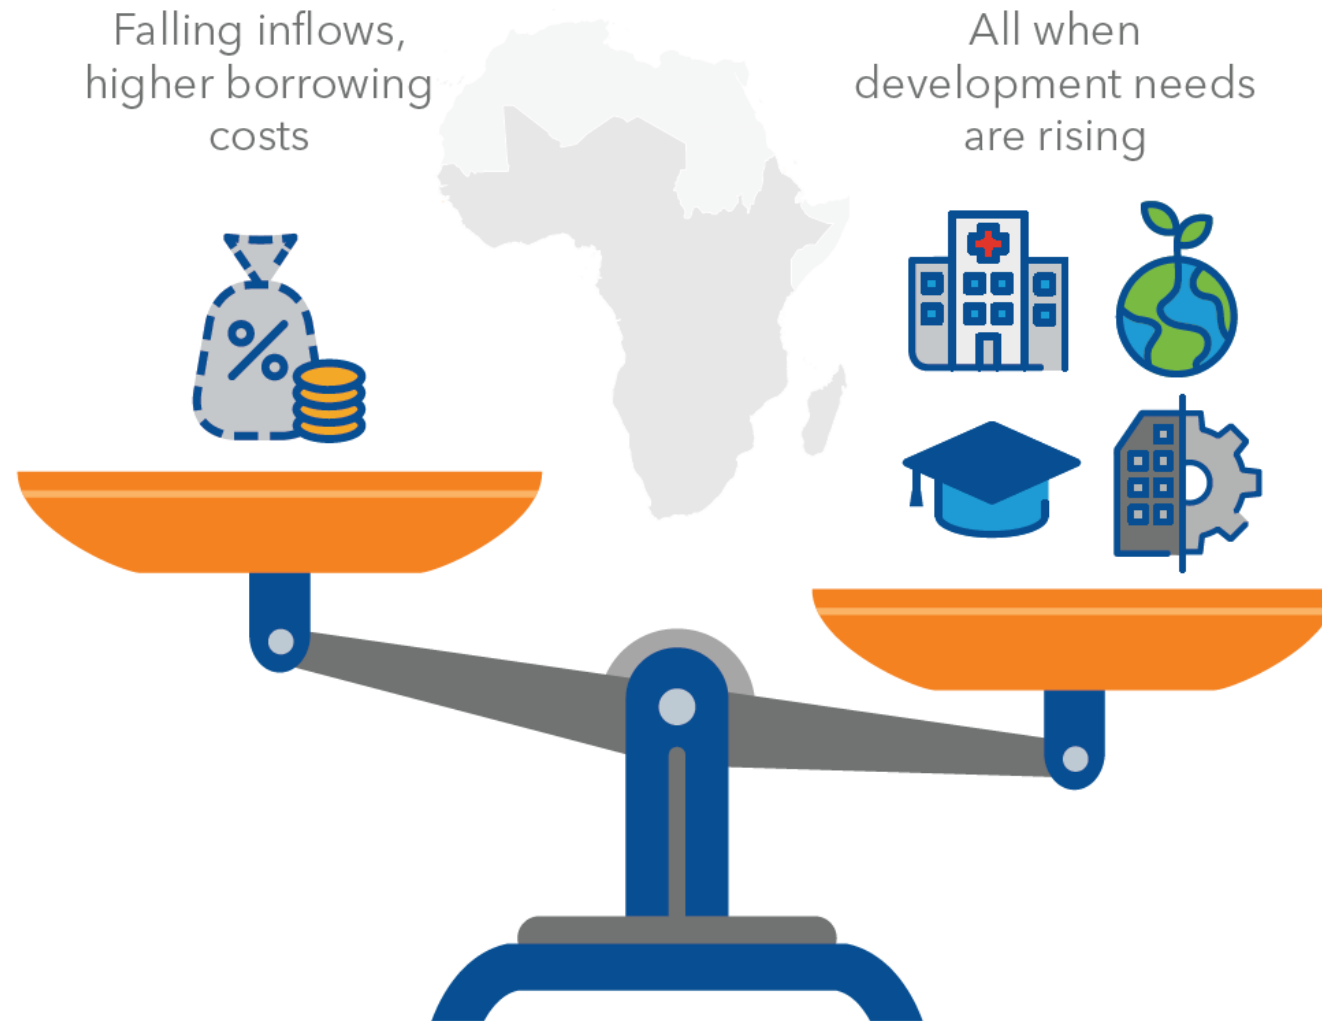 Falling inflows,
higher borrowing
costs
All when
development needs
are rising
%